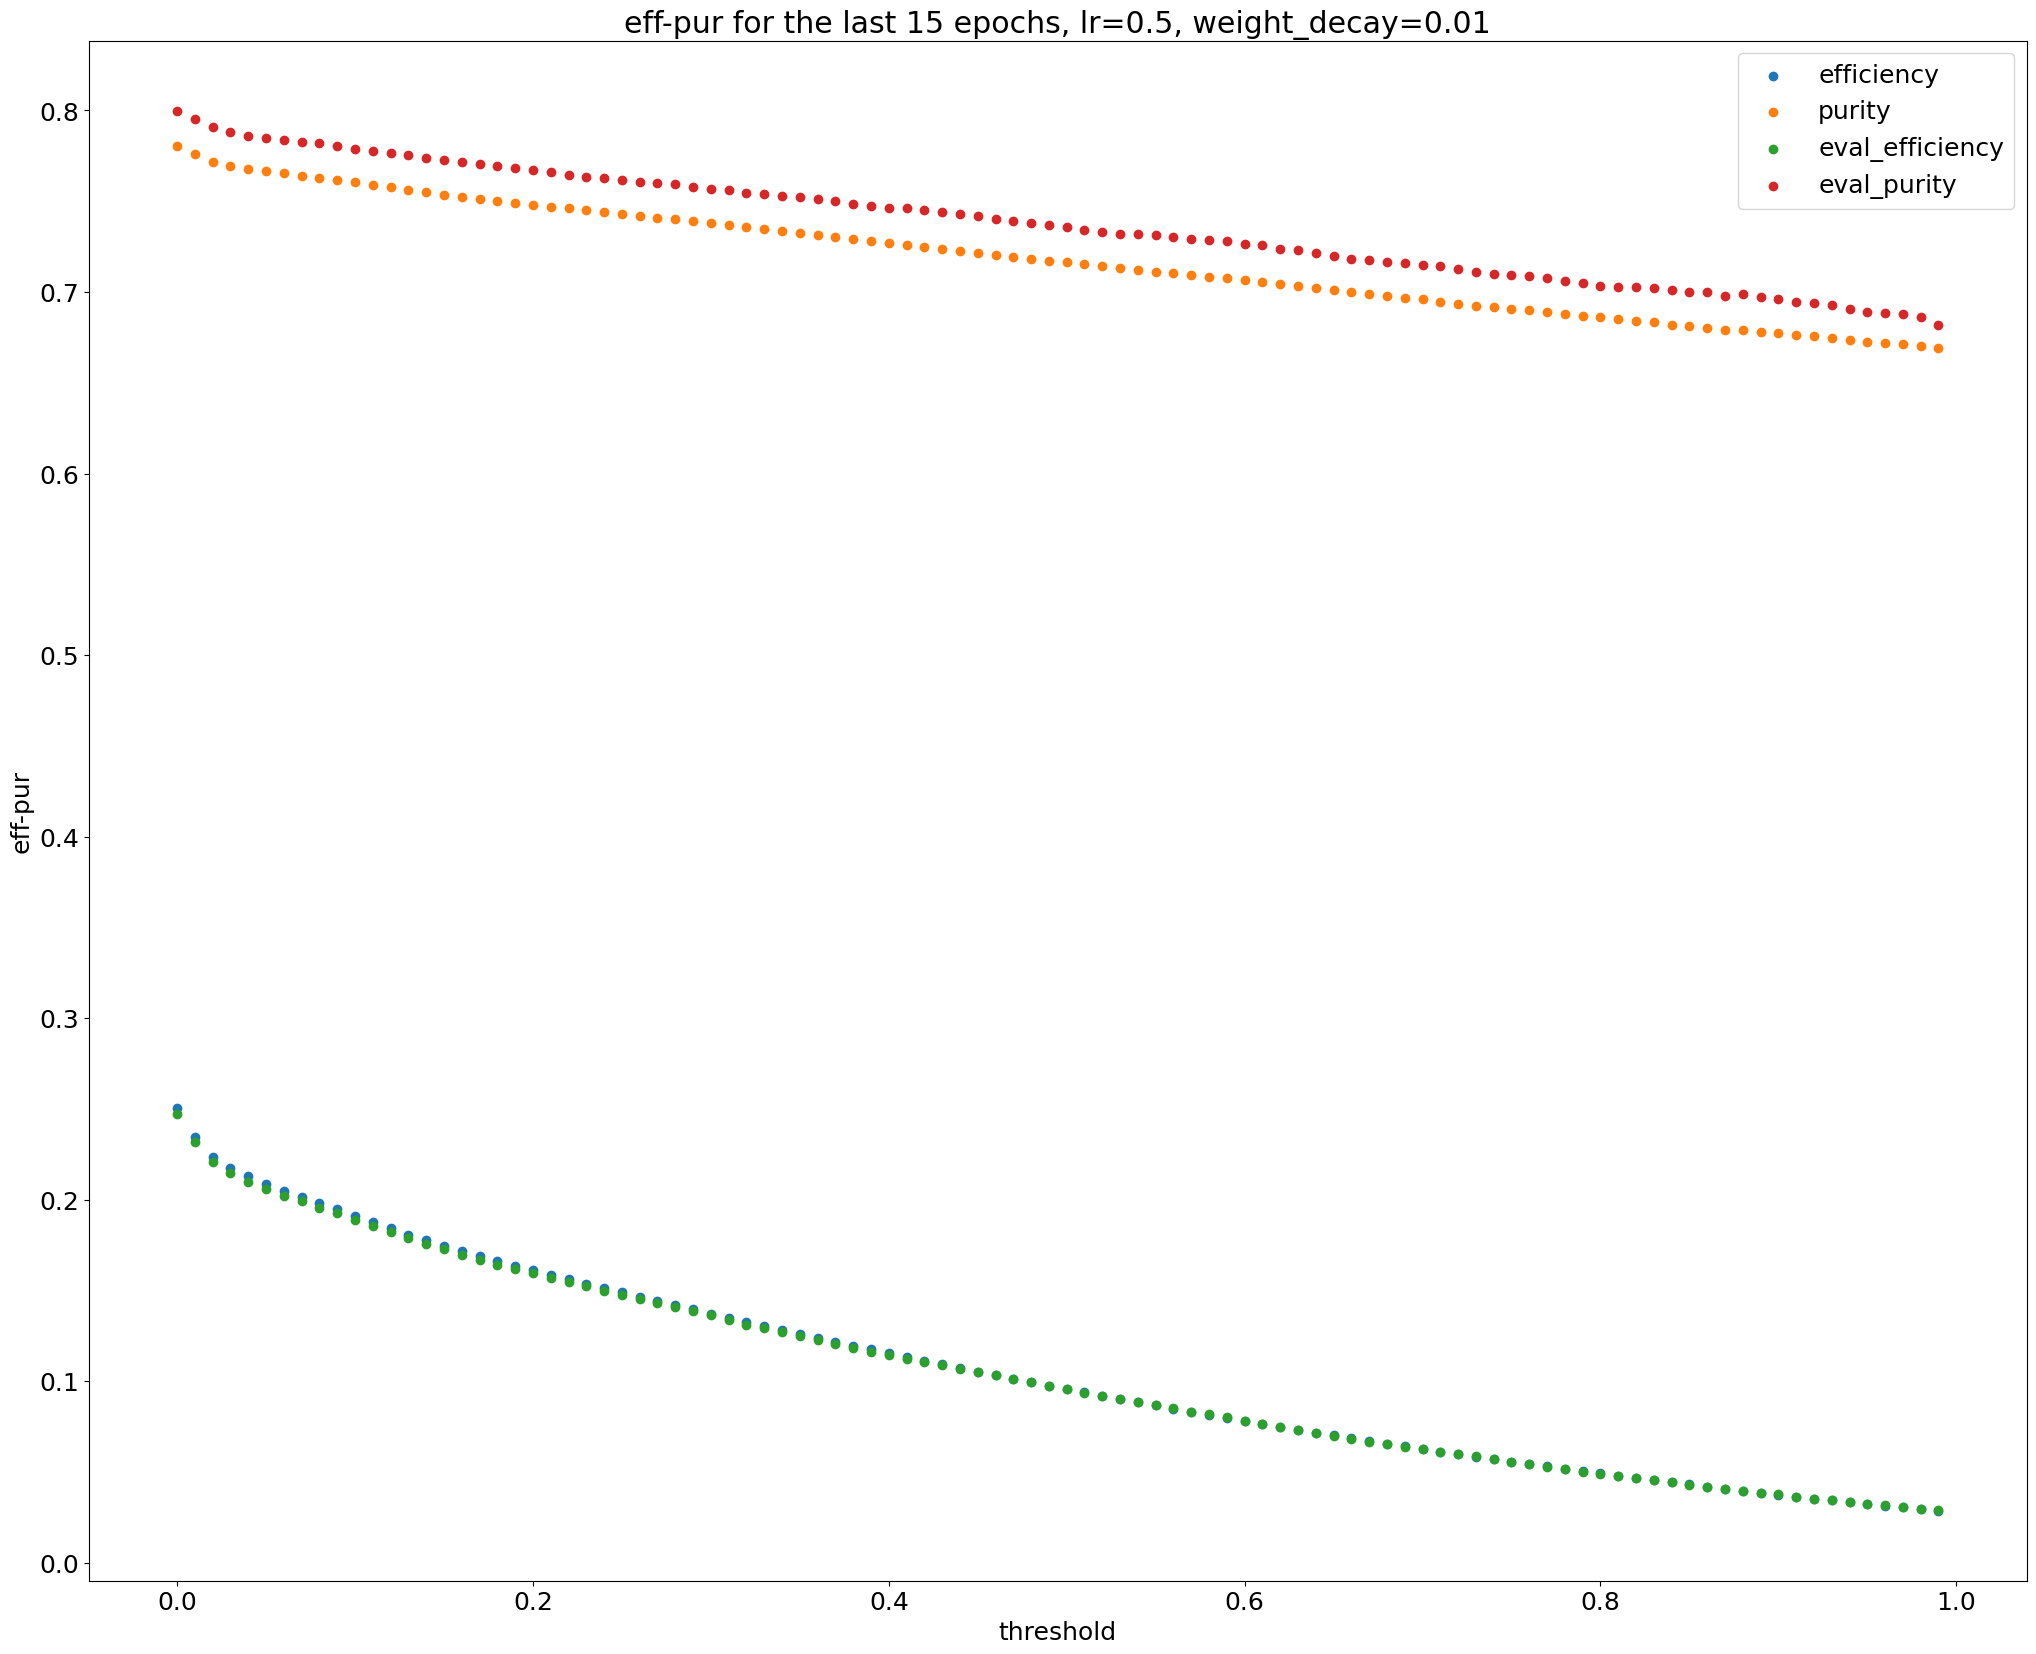 eff-pur for the last 15 epochs, lr=0.5, weight_decay=0.01
efficiency
purity
eval_efficiency
eval_purity
eff-pur
0.8
0.7
0.6
0.5
0.4
0.3
0.2
0.1
0.0
0.0 0.2 0.4 0.6 0.8 1.0
threshold